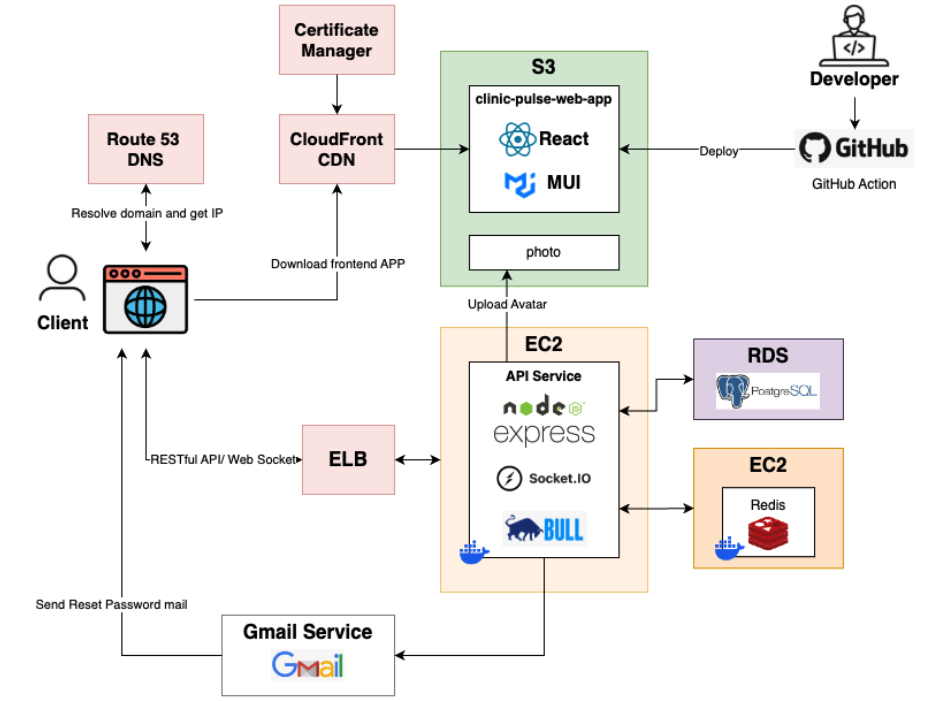 Certificate
Manager
S3
Developer
clinic-pulse-web-app
Route 53
DNS
CloudFront
CDN
React
MUI
Deploy
GitHub
GitHub Action
Resolve domain and get IP
Download frontend APP
photo
Client
Upload Avatar
EC2
API Service
node
JS
express
Socket.IO
BULL
RDS
PostgreSQL
RESTful API/ Web Socket
ELB
EC2
Redis
Send Reset Password mail
Gmail Service
Gmail